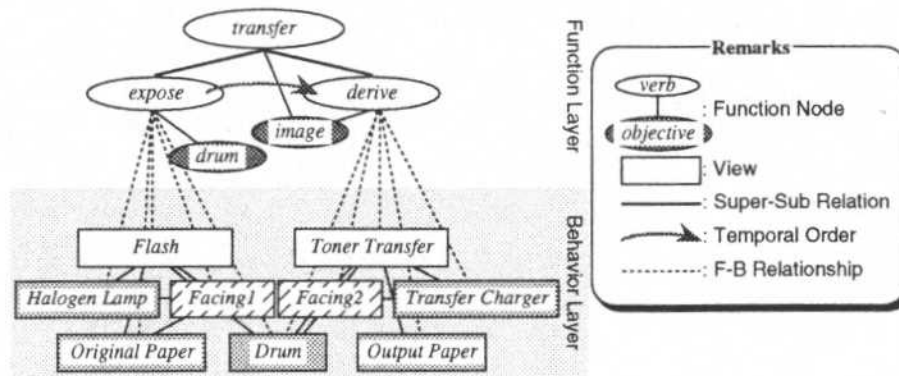 transfer
expose
derive
image
drum
Function Layer
Behavior Layer
Flash
Toner Transfer
Halogen Lamp
Facing1
Facing2
Transfer Charger
Original Paper
Drum
Output Paper
Remarks
verb
objective
: Function Node
: View
: Super-Sub Relation
: Temporal Order
: F-B Relationship